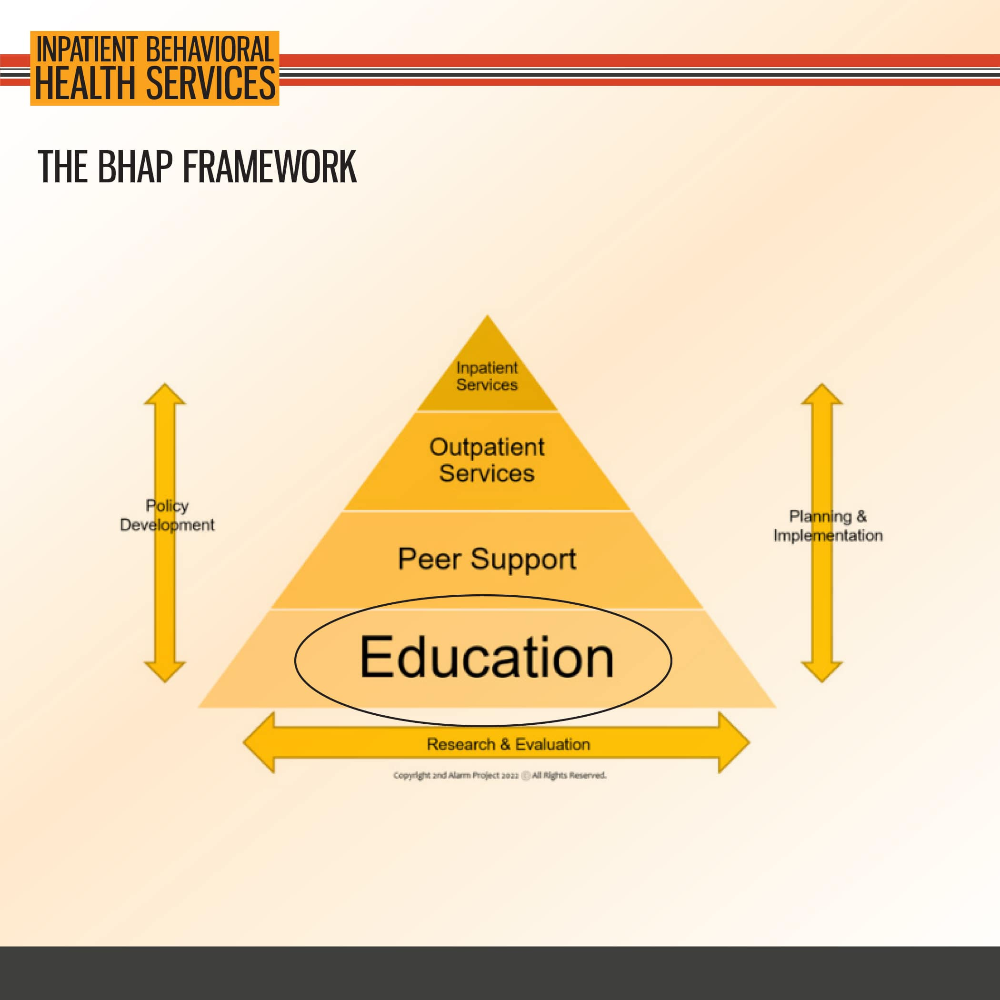 INPATIENT BEHAVIORAL
HEALTH SERVICES
THE BHAP FRAMEWORK
Inpatient
Services
Outpatient
Services
Policy
Development
Planning &
Implementation
Peer Support
Education
Research & Evaluation
Copyright 2nd Alarm Project 2022 © All Rights Reserved.